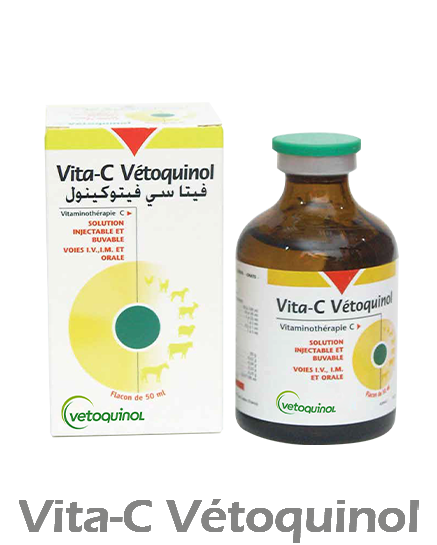 Vita-C Vétoquinol
فيتا سي فيتوكينول
Vitaminothérapie C
SOLUTION
INJECTABLE ET
BUVABLE
VOIES I.V.,I.M. ET
ORALE
Flacon de 50 ml
vetoquinol
Vita-C Vétoquinol
Vitaminothérapie C
SOLUTION
INJECTABLE ET
BUVABLE
VOIES I.V., I.M.
ET ORALE
vetoquinol
Vita-C Vétoquinol